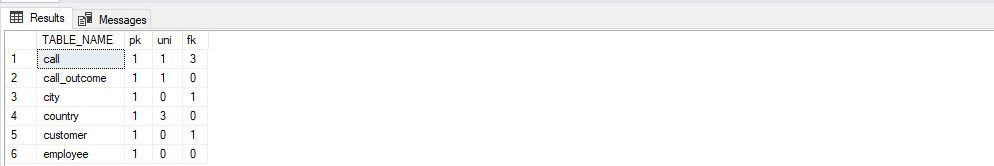 Results Messages
TABLE_NAME pk uni fk
1 call 1 1 3
2 call_outcome 1 1 0
3 city 1 0 1
4 country 1 3 0
5 customer 1 0 1
6 employee 1 0 0